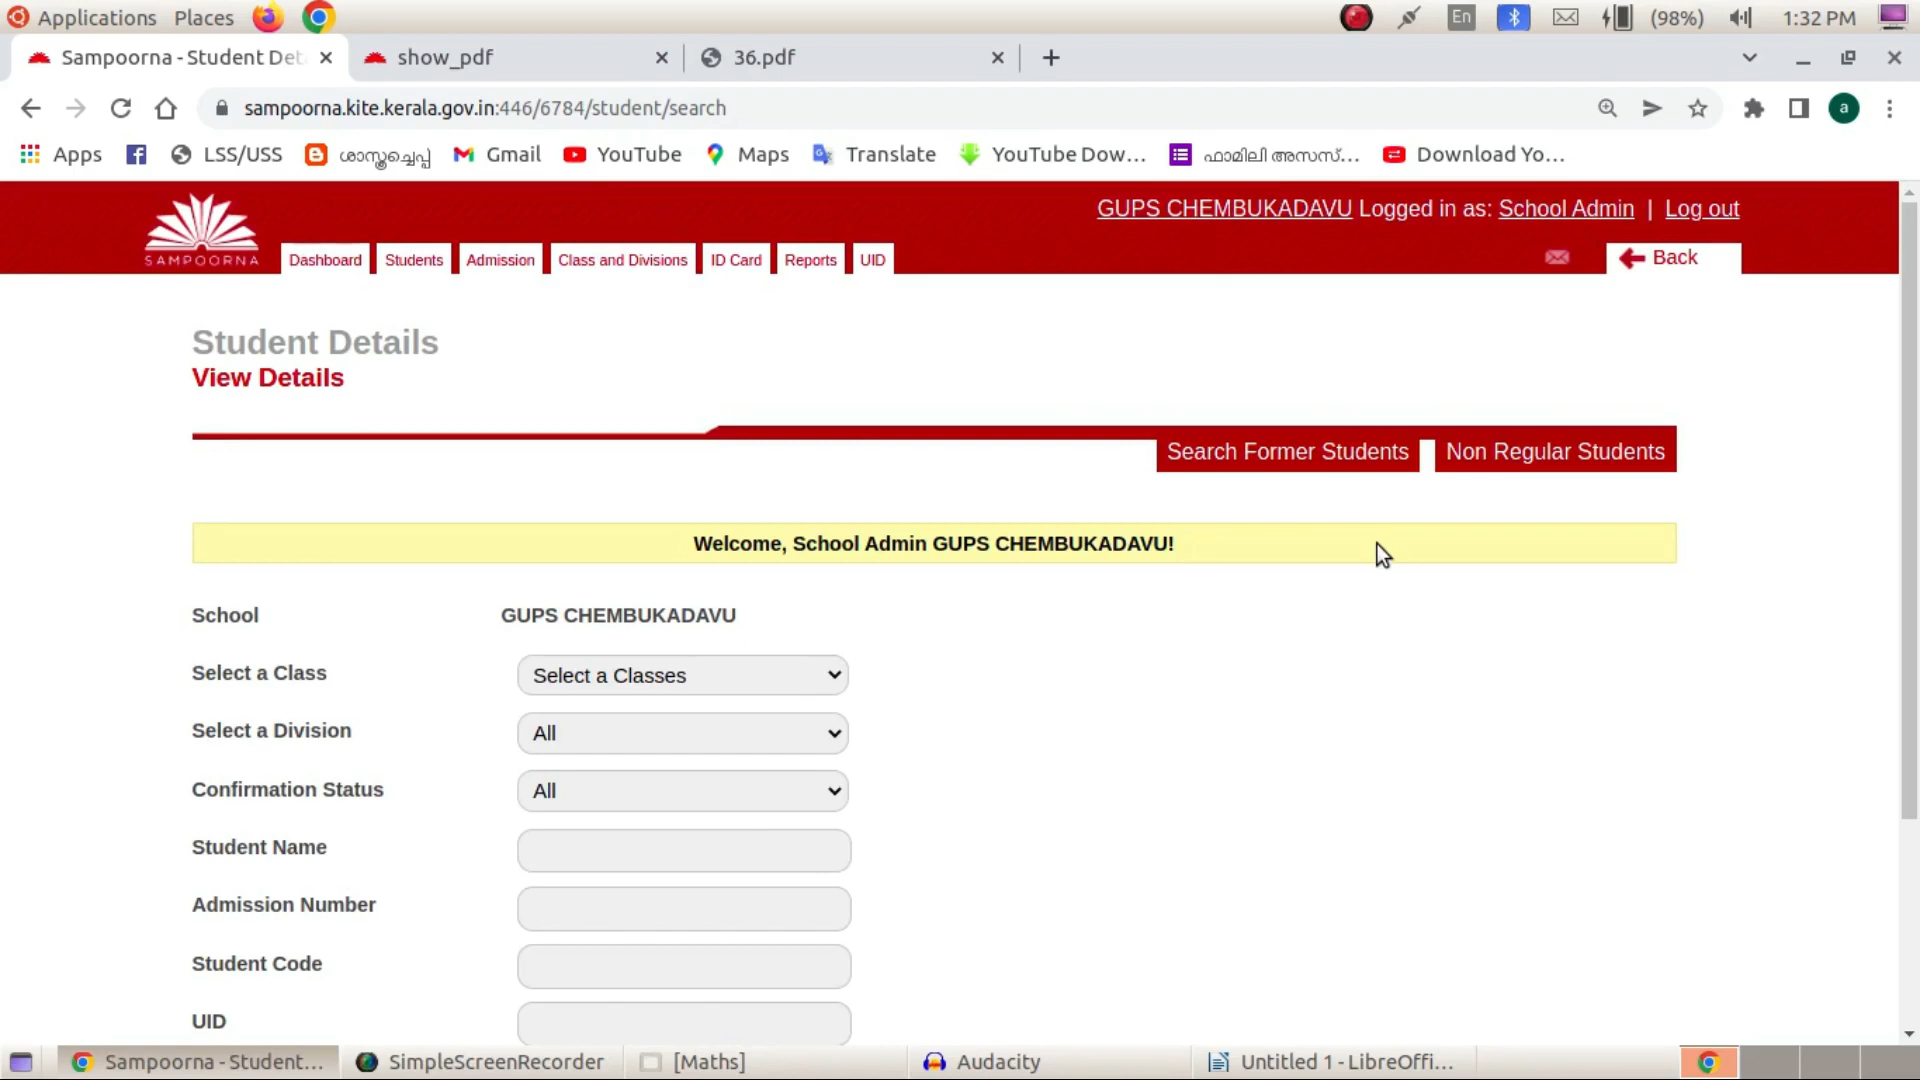 Applications Places En (98%) 1:32 PM
Sampoorna - Student Det show_pdf 36.pdf
sampoorna.kite.kerala.gov.in:446/6784/student/search a
Apps LSS/USS ശാസ്ത്രച്ചെപ്പ് Gmail YouTube Maps Translate YouTube Dow... ഫാമിലി അസസ്... Download Yo...
GUPS CHEMBUKADAVU Logged in as: School Admin | Log out
SAMPOORNA
Dashboard Students Admission Class and Divisions ID Card Reports UID Back
Student Details
View Details
Search Former Students Non Regular Students
Welcome, School Admin GUPS CHEMBUKADAVU!
School GUPS CHEMBUKADAVU
Select a Class Select a Classes
Select a Division All
Confirmation Status All
Student Name
Admission Number
Student Code
UID
Sampoorna - Student... SimpleScreenRecorder [Maths] Audacity Untitled 1 - LibreOffi...